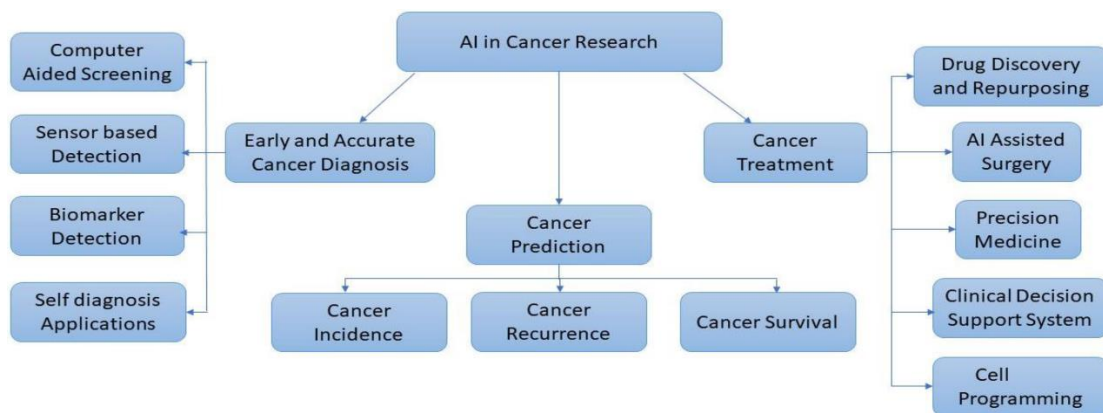 AI in Cancer Research
Computer
Aided Screening
Sensor based
Detection
Biomarker
Detection
Self diagnosis
Applications
Early and Accurate
Cancer Diagnosis
Cancer
Prediction
Cancer
Incidence
Cancer
Recurrence
Cancer Survival
Cancer
Treatment
Drug Discovery
and Repurposing
AI Assisted
Surgery
Precision
Medicine
Clinical Decision
Support System
Cell
Programming